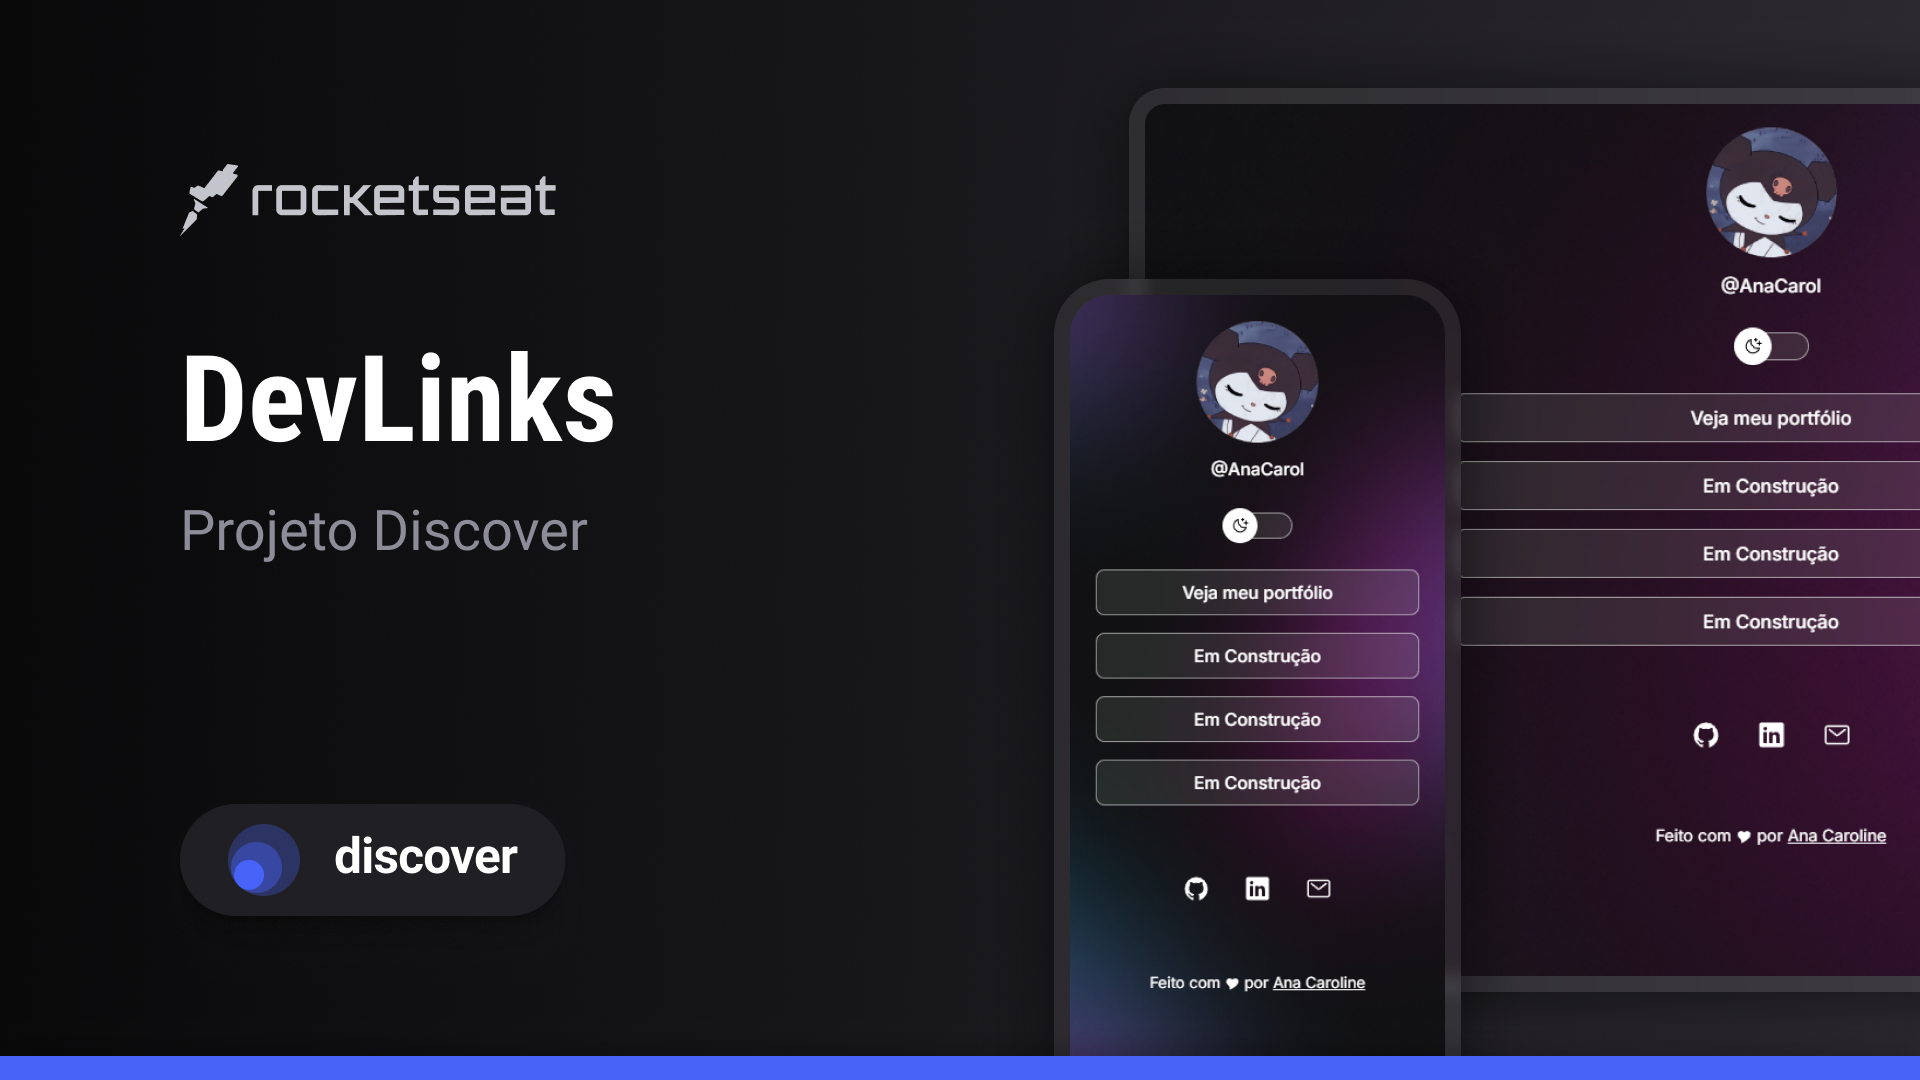 rocketseat
DevLinks
Projeto Discover
discover
@AnaCarol
Veja meu portfólio
Em Construção
Em Construção
Em Construção
Feito com por Ana Caroline
@AnaCarol
Veja meu portfólio
Em Construção
Em Construção
Em Construção
Feito com por Ana Caroline